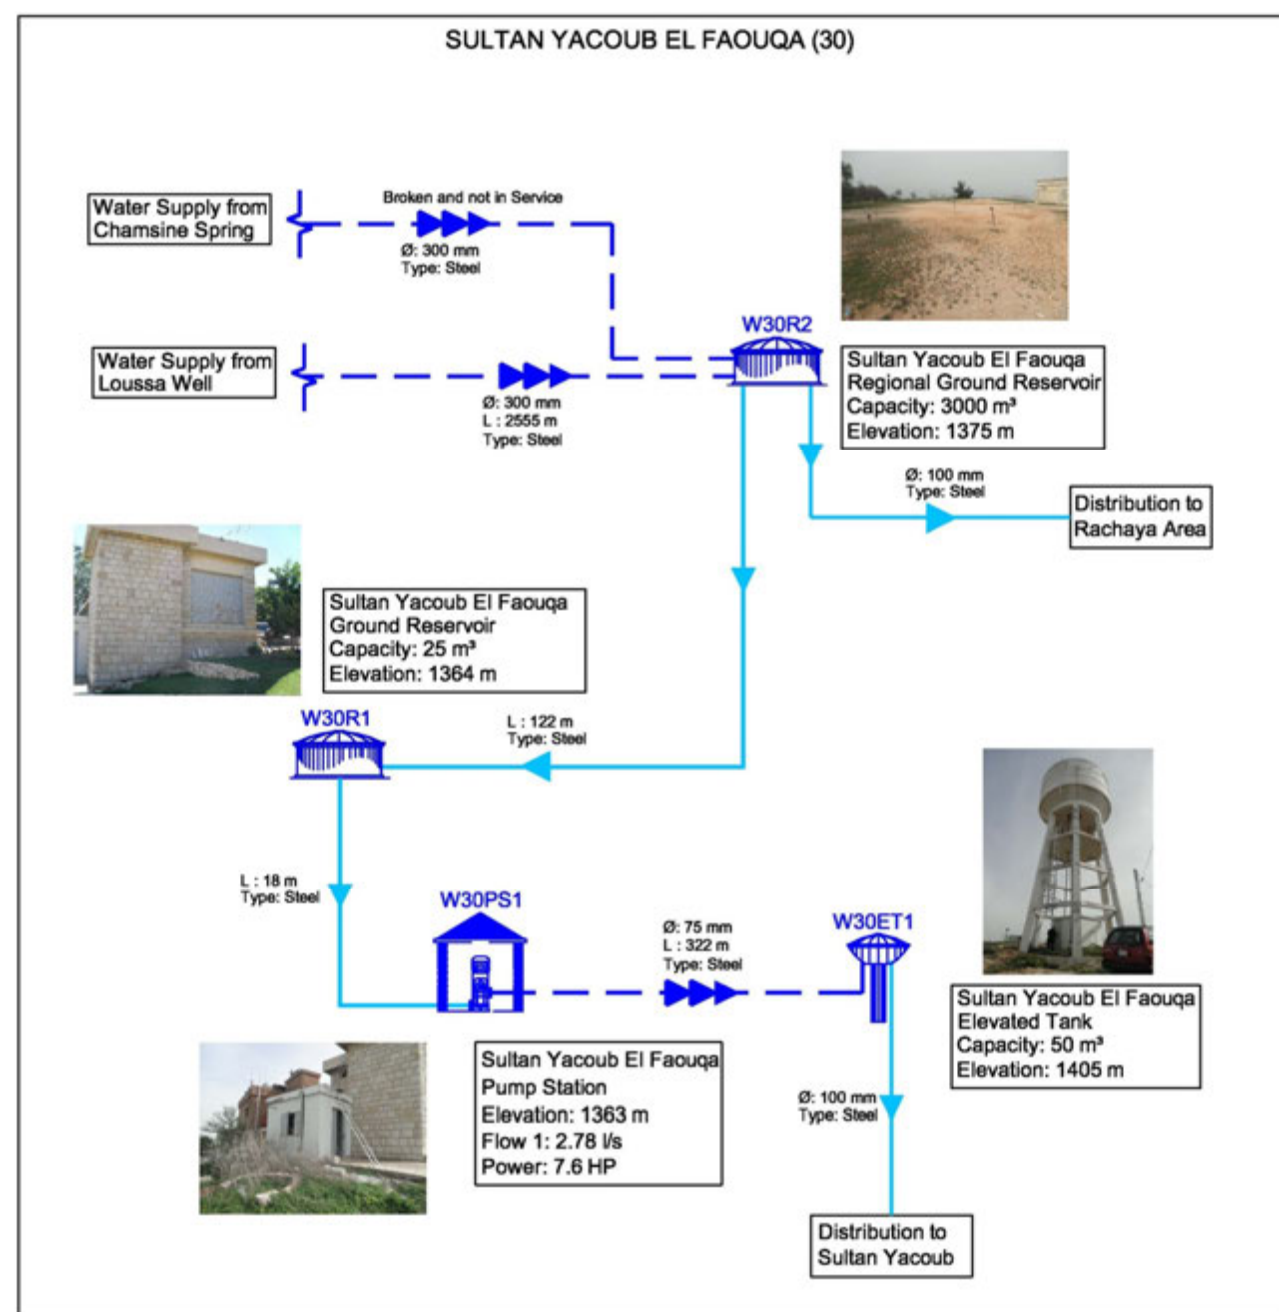 SULTAN YACOUB EL FAOUQA (30)
Water Supply from
Chamsine Spring
Broken and not in Service
Ø: 300 mm
Type: Steel
Water Supply from
Loussa Well
Ø: 300 mm
L : 2555 m
Type: Steel
W30R2
Sultan Yacoub El Faouqa
Regional Ground Reservoir
Capacity: 3000 m³
Elevation: 1375 m
Ø: 100 mm
Type: Steel
Distribution to
Rachaya Area
Sultan Yacoub El Faouqa
Ground Reservoir
Capacity: 25 m³
Elevation: 1364 m
W30R1
L : 122 m
Type: Steel
L : 18 m
Type: Steel
W30PS1
Ø: 75 mm
L : 322 m
Type: Steel
W30ET1
Sultan Yacoub El Faouqa
Elevated Tank
Capacity: 50 m³
Elevation: 1405 m
Sultan Yacoub El Faouqa
Pump Station
Elevation: 1363 m
Flow 1: 2.78 l/s
Power: 7.6 HP
Ø: 100 mm
Type: Steel
Distribution to
Sultan Yacoub